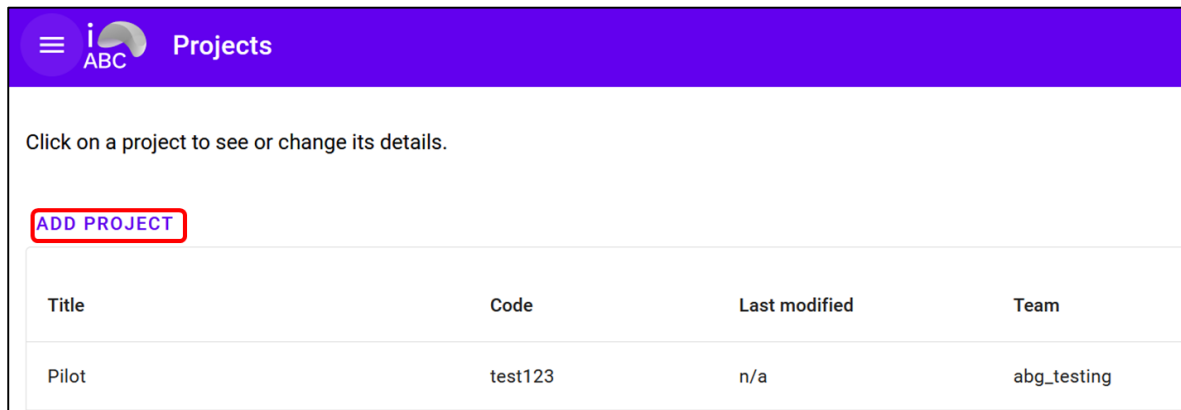 i
ABC
Projects
Click on a project to see or change its details.
ADD PROJECT
Title Code Last modified Team
Pilot test123 n/a abg_testing